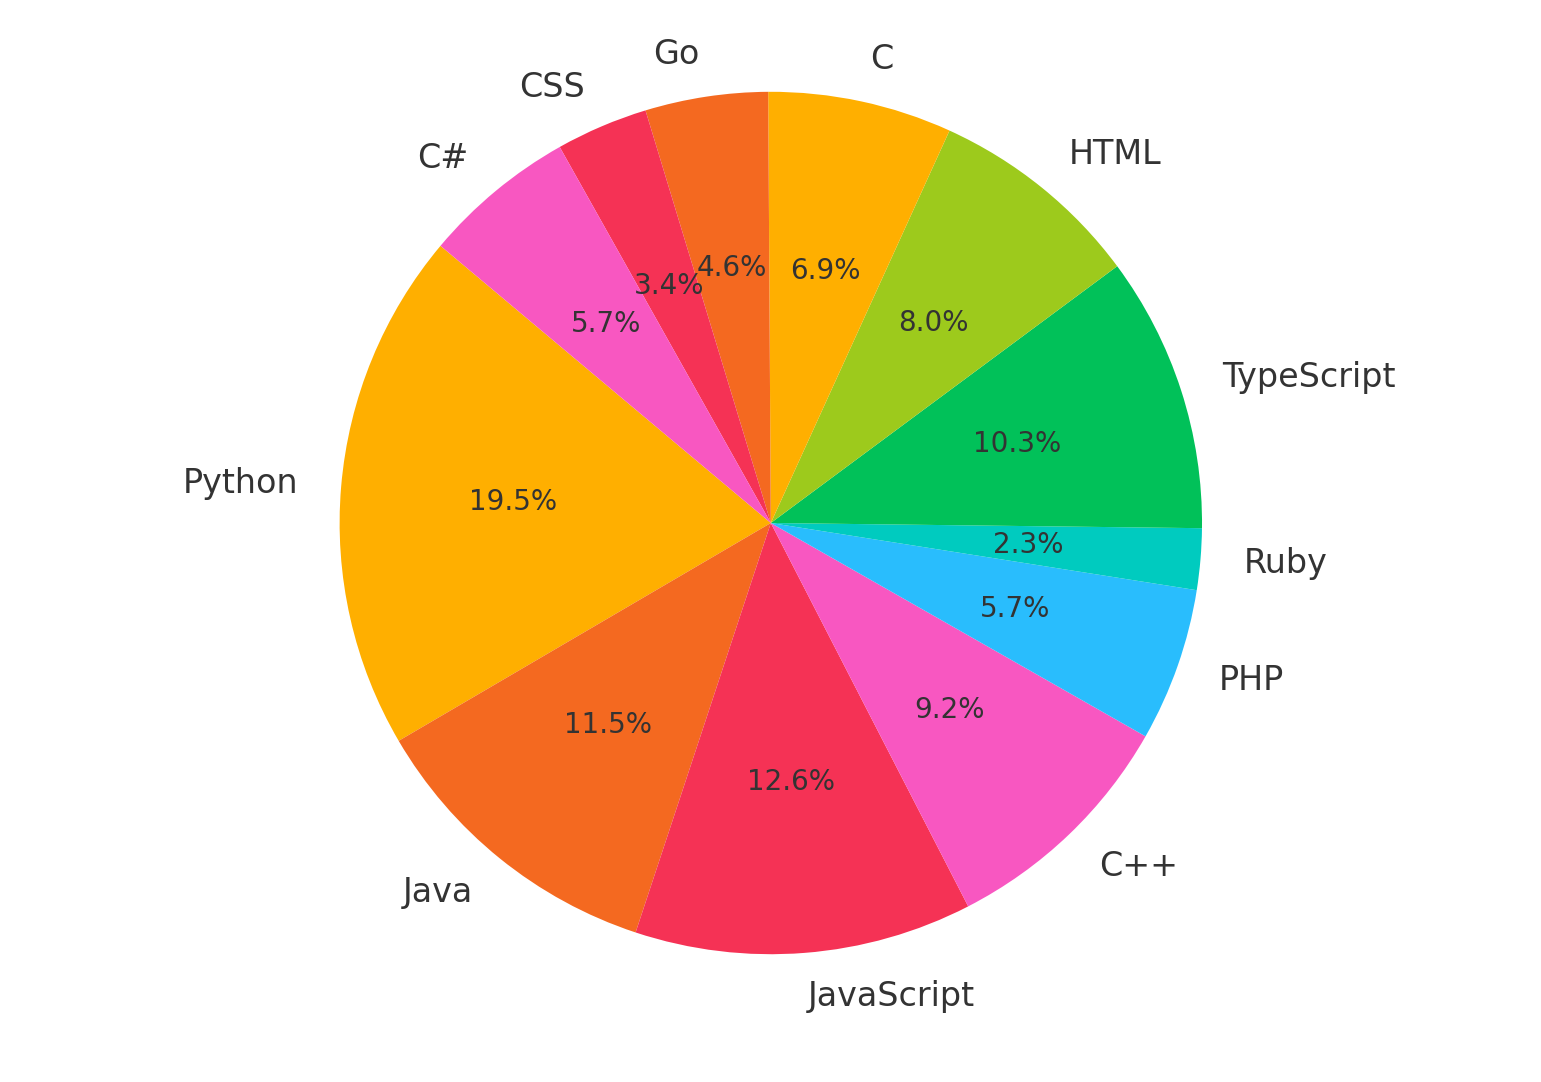 Go
C
CSS
HTML
C#
4.6%
6.9%
3.4%
8.0%
5.7%
TypeScript
10.3%
Python
19.5%
2.3%
Ruby
5.7%
PHP
9.2%
11.5%
12.6%
C++
Java
JavaScript